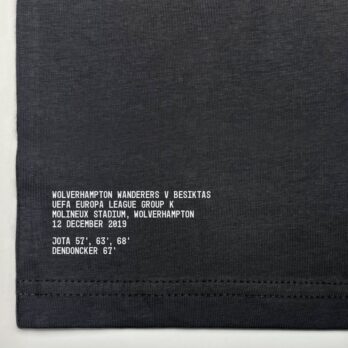 WOLVERHAMPTON WANDERERS V BESIKTAS
UEFA EUROPA LEAGUE GROUP K
MOLINEUX STADIUM, WOLVERHAMPTON
12 DECEMBER 2019
JOTA 57', 63', 68'
DENDONCKER 67'